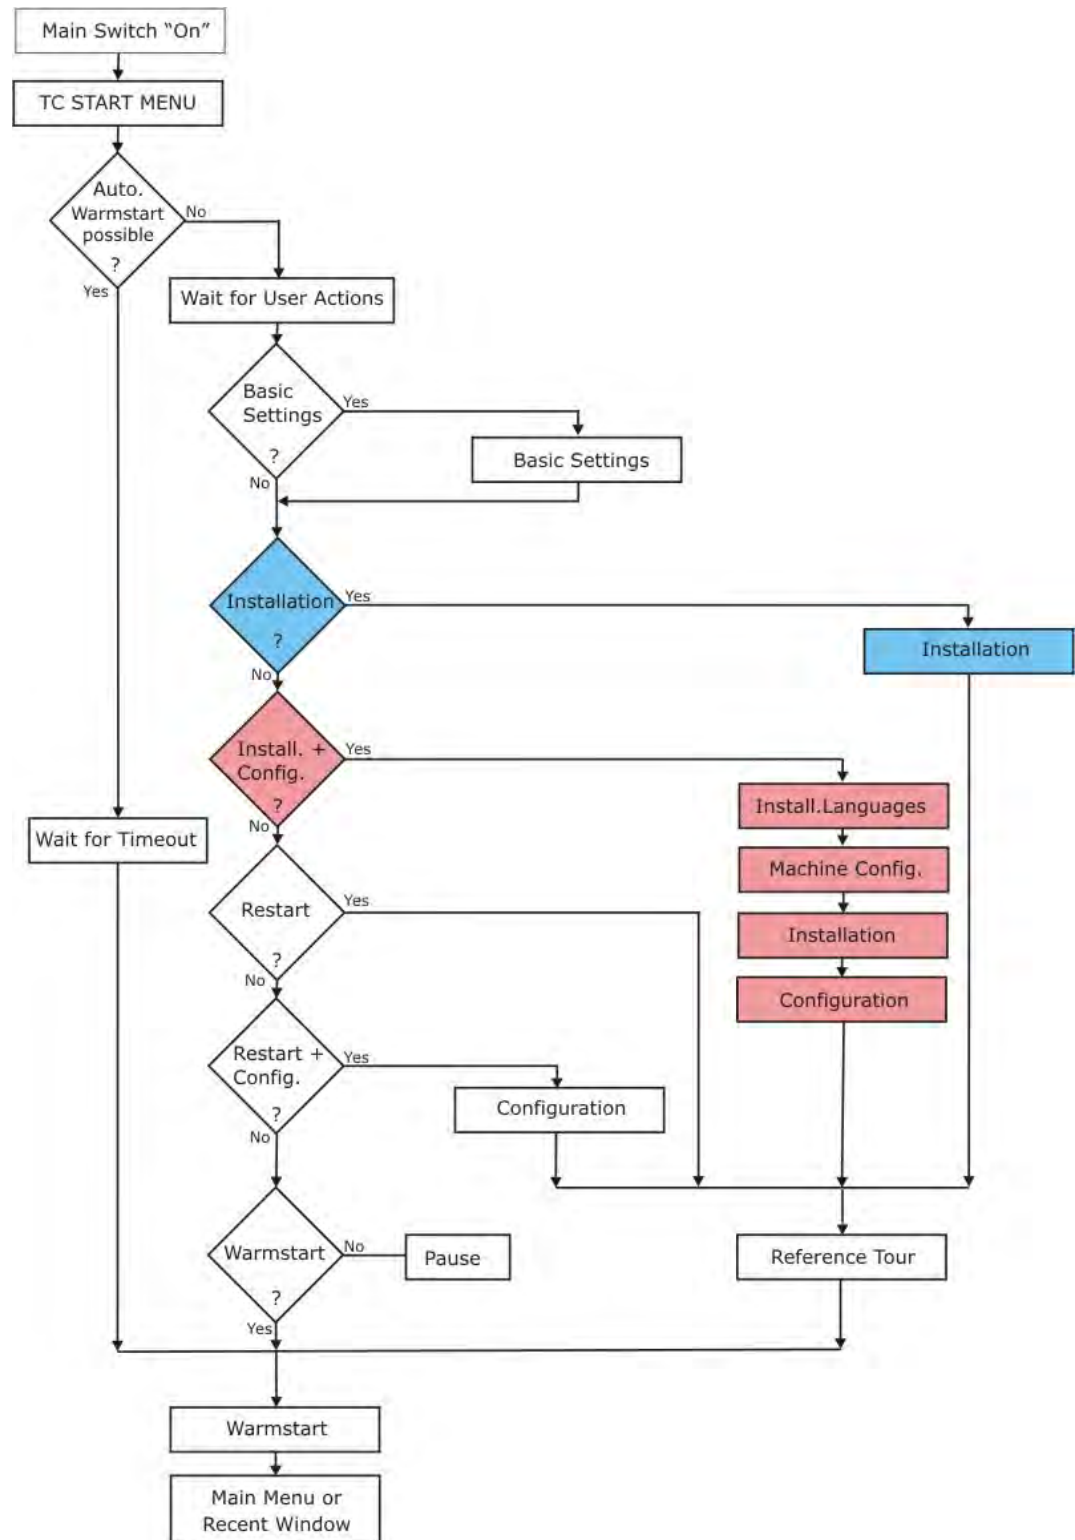 Main Switch “On”
TC START MENU
Auto.
Warmstart
possible
?
No
Yes
Wait for User Actions
Basic
Settings
?
Yes
No
Basic Settings
Installation
?
Yes
No
Installation
Install. +
Config.
?
Yes
No
Install.Languages
Machine Config.
Installation
Configuration
Wait for Timeout
Restart
?
Yes
No
Restart +
Config.
?
Yes
No
Configuration
Warmstart
?
No
Yes
Pause
Reference Tour
Warmstart
Main Menu or
Recent Window